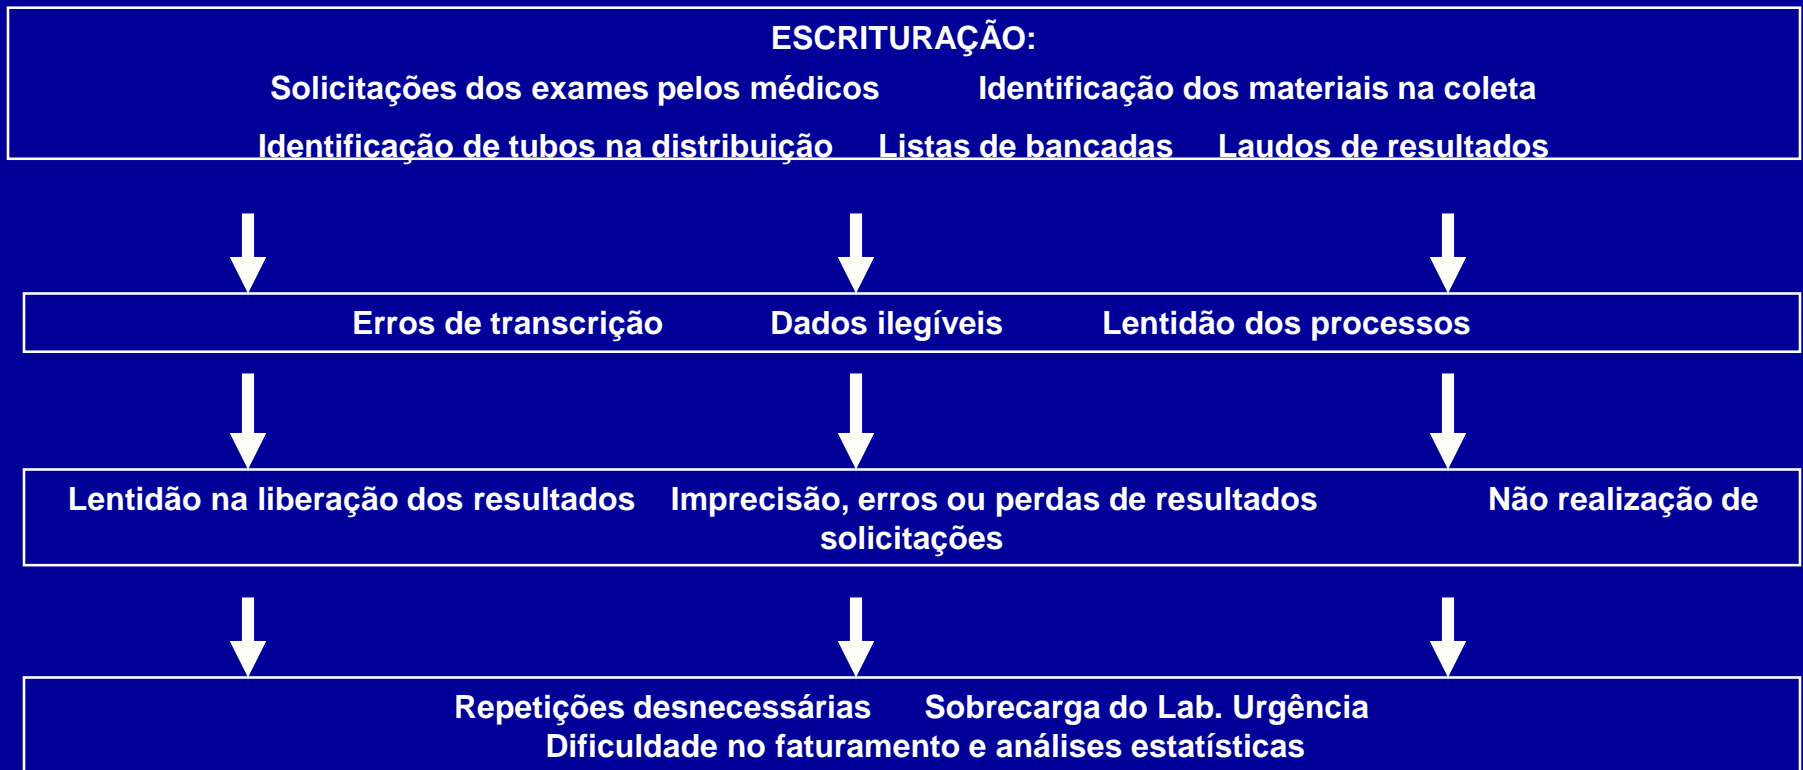 ESCRITURAÇÃO:
Solicitações dos exames pelos médicos Identificação dos materiais na coleta
Identificação de tubos na distribuição Listas de bancadas Laudos de resultados
Erros de transcrição Dados ilegíveis Lentidão dos processos
Lentidão na liberação dos resultados Imprecisão, erros ou perdas de resultados Não realização de
solicitações
Repetições desnecessárias Sobrecarga do Lab. Urgência
Dificuldade no faturamento e análises estatísticas